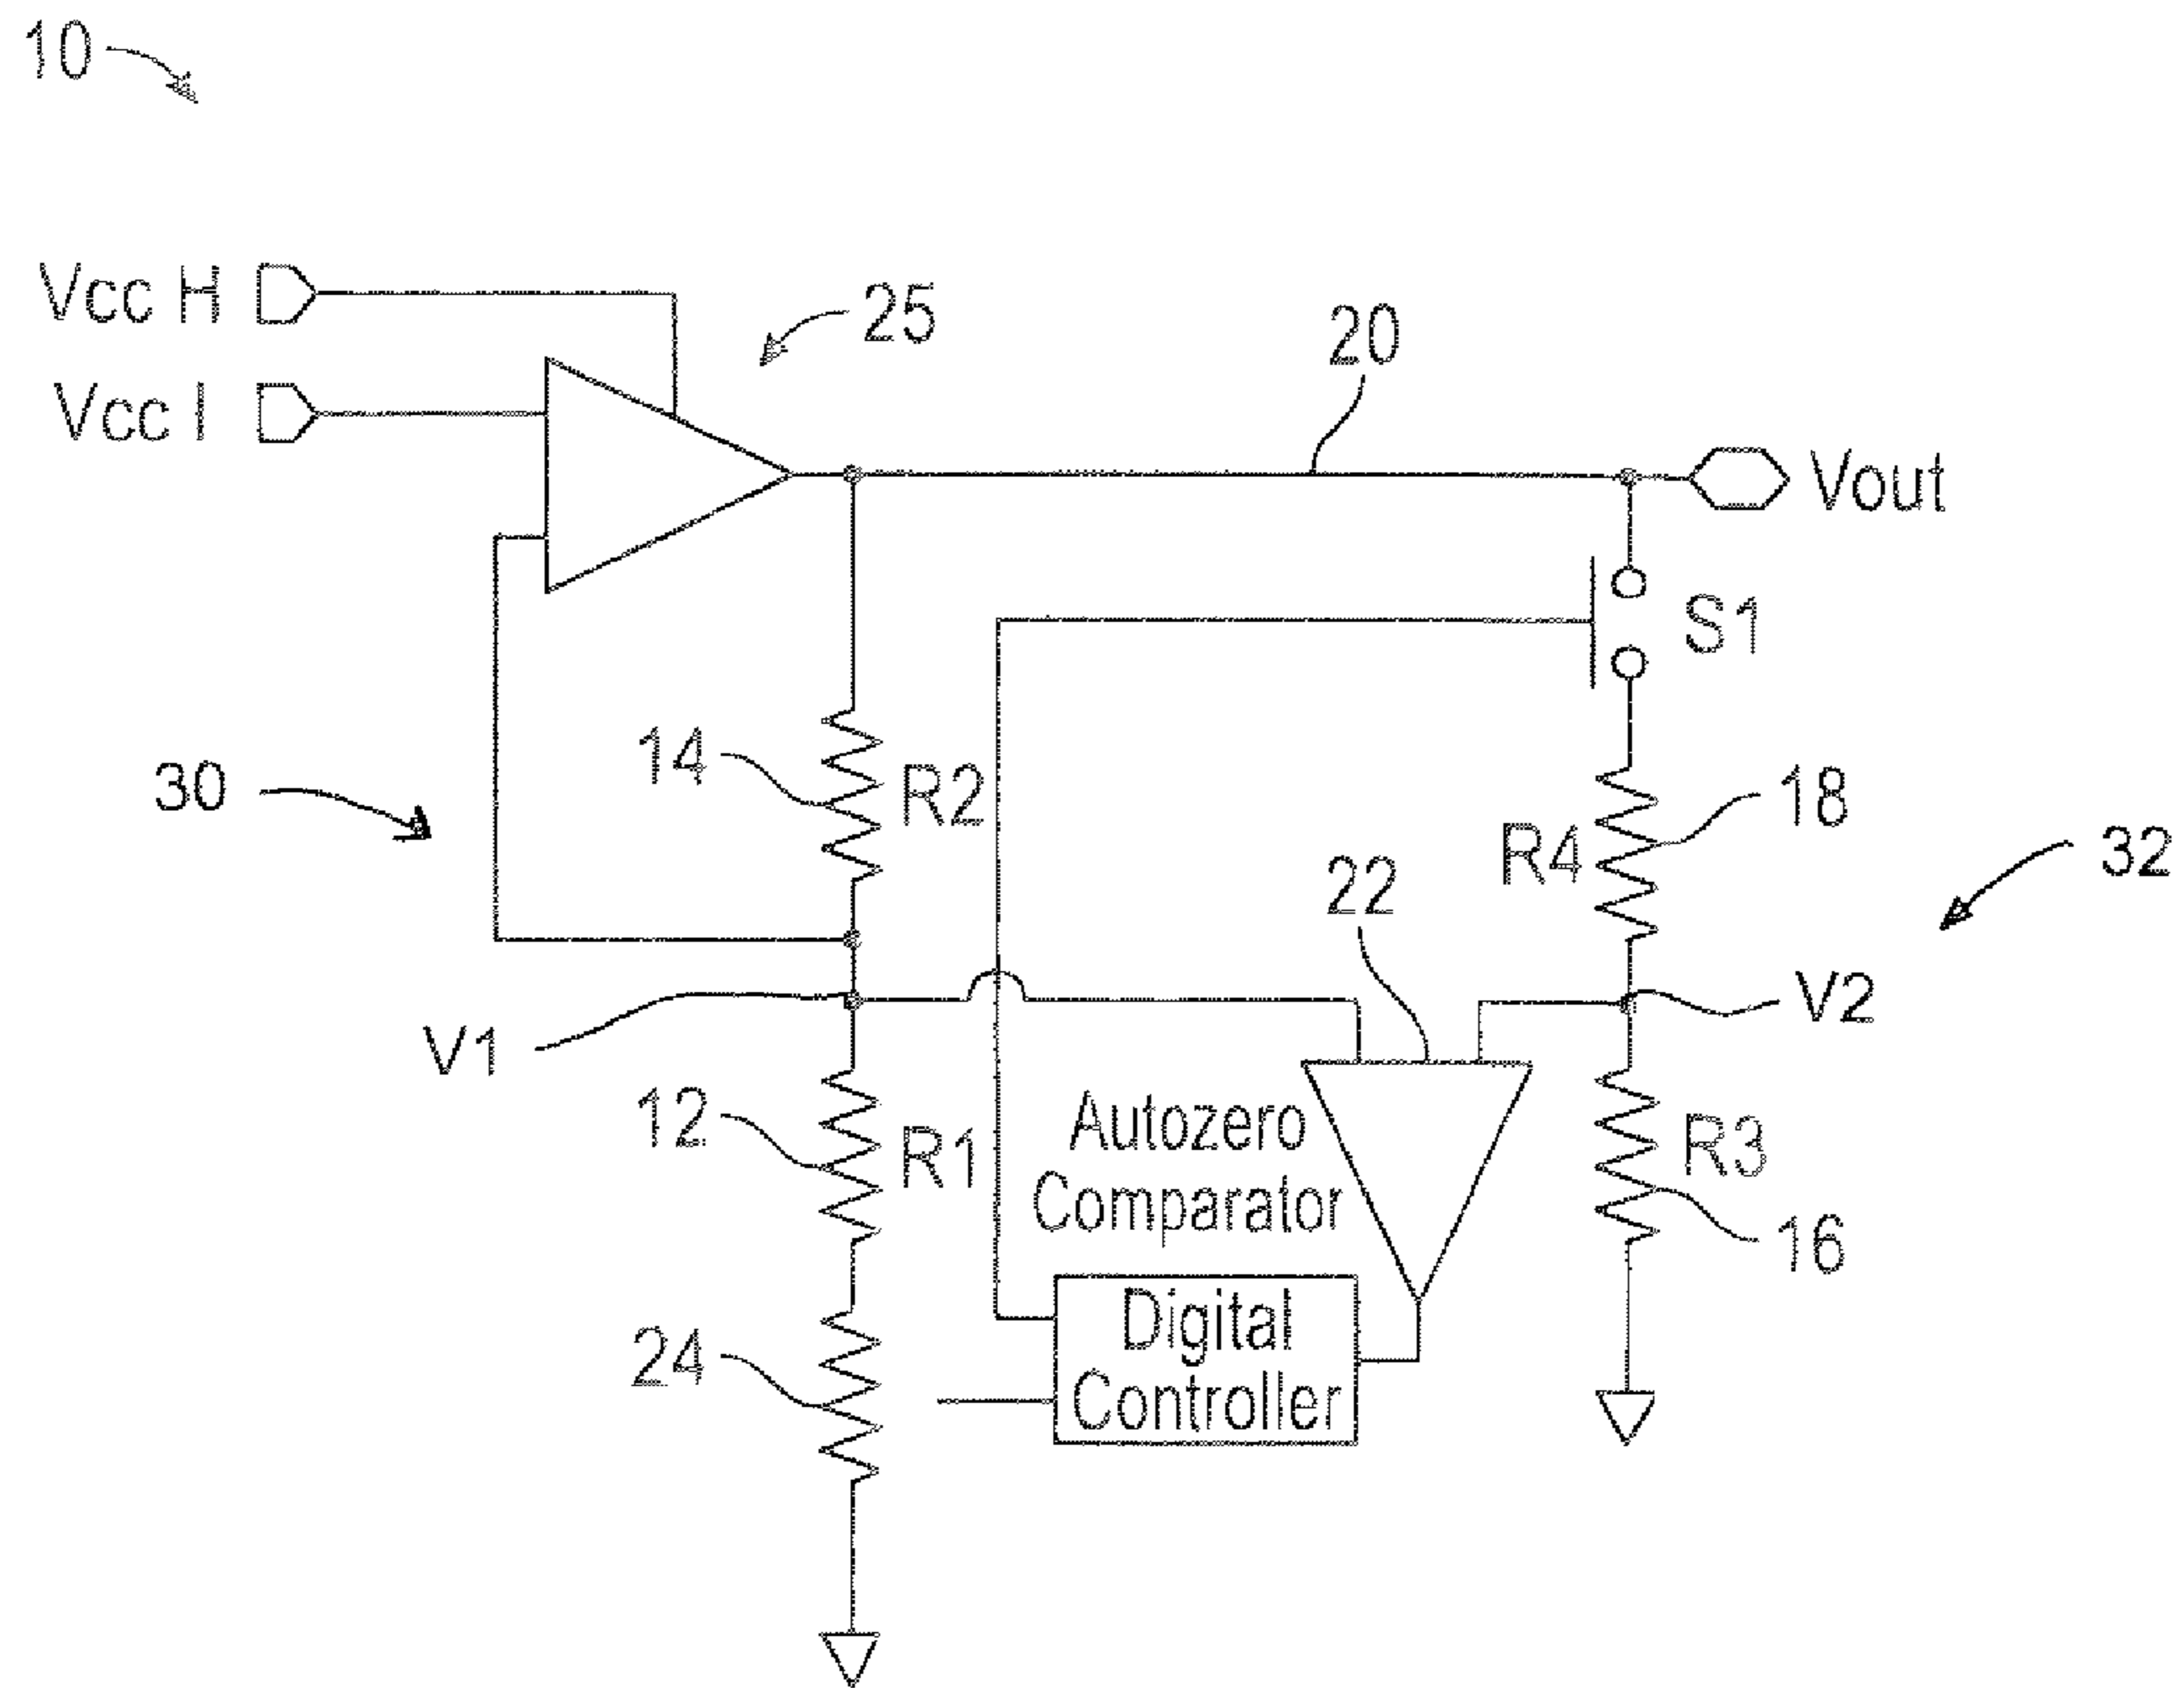 10
Vcc H
25
20
Vcc I
Vout
S1
14
R2
30
18
R4
32
22
V1
V2
12
R1
Autozero
Comparator
R3
16
24
Digital
Controller